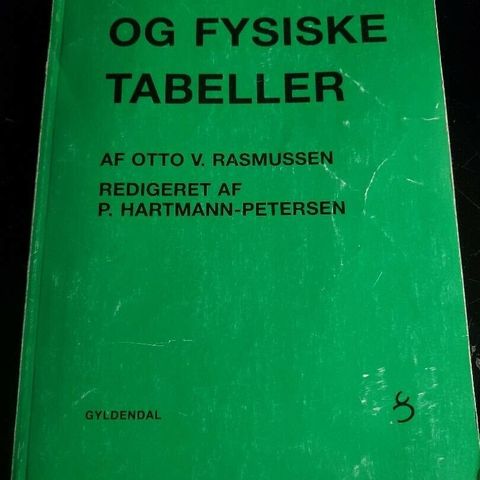 OG FYSISKE
TABELLER
AF OTTO V. RASMUSSEN
REDIGERET AF
P. HARTMANN-PETERSEN
GYLDENDAL